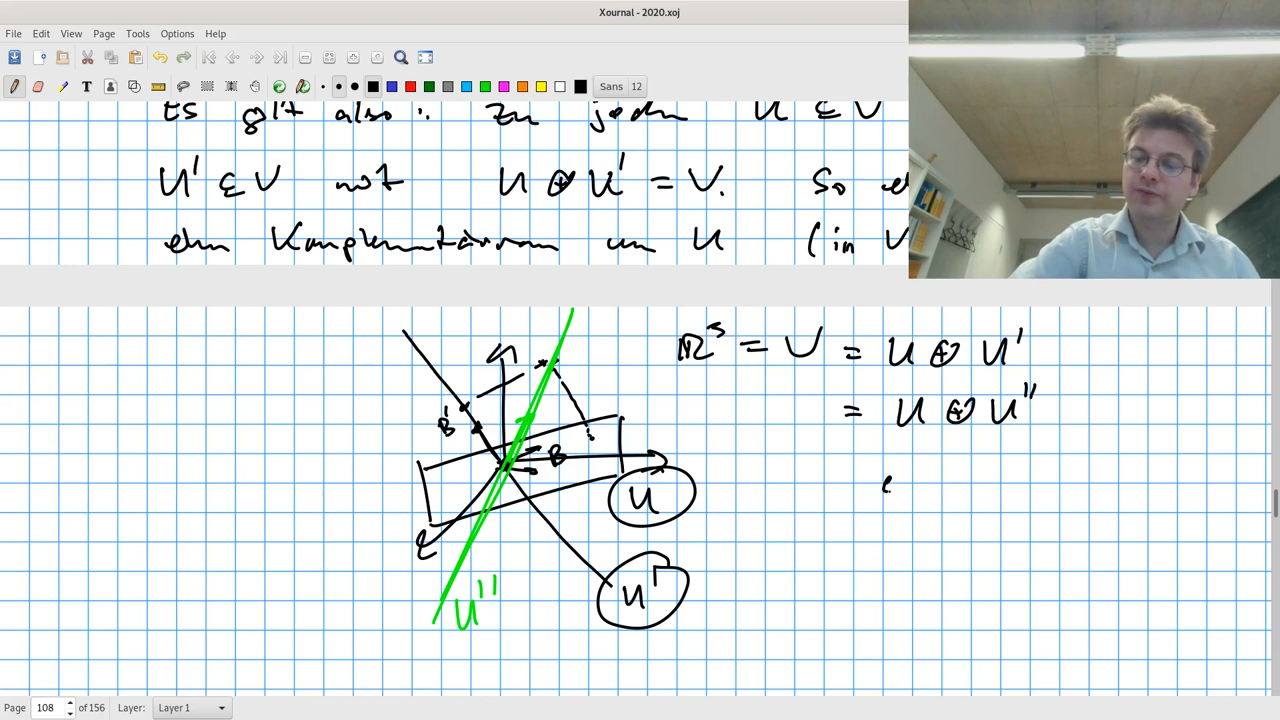 Xournal - 2020.xoj
File Edit View Page Tools Options Help
Sans 12
Es gilt also: Zu jedem U ≤ V
U' ≤ V mit U ⊕ U' = V. So
ein Komplementärraum zu U (in V
ℝ³ = V = U ⊕ U'
= U ⊕ U''
B'
B
U
U'
U''
Page 108 of 156 Layer: Layer 1